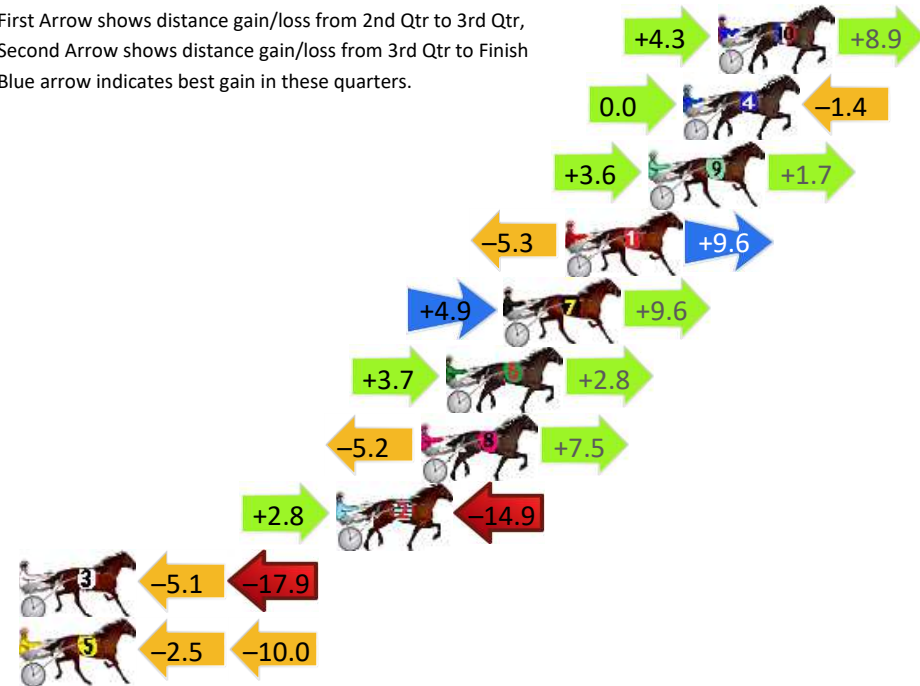 First Arrow shows distance gain/loss from 2nd Qtr to 3rd Qtr,
Second Arrow shows distance gain/loss from 3rd Qtr to Finish
Blue arrow indicates best gain in these quarters.
+4.3 10 +8.9
0.0 4 –1.4
+3.6 9 +1.7
–5.3 1 +9.6
+4.9 7 +9.6
+3.7 6 +2.8
–5.2 8 +7.5
+2.8 2 –14.9
3 –5.1 –17.9
5 –2.5 –10.0